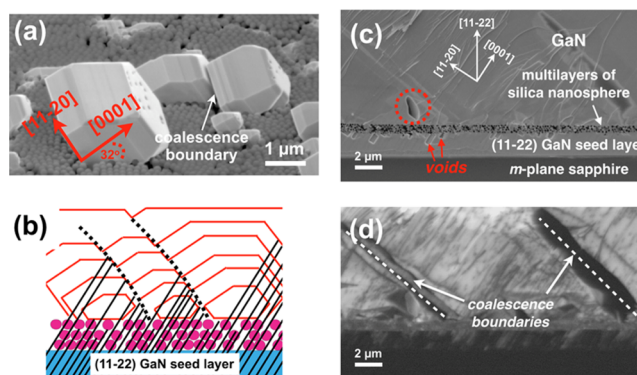 (a)
[11-20]
[0001]
32°
coalescence
boundary
1 µm
(b)
(11-22) GaN seed layer
(c)
[11-22]
[11-20]
[0001]
GaN
multilayers of
silica nanosphere
(11-22) GaN seed laye
voids
2 µm
m-plane sapphire
(d)
coalescence
boundaries
2 µm